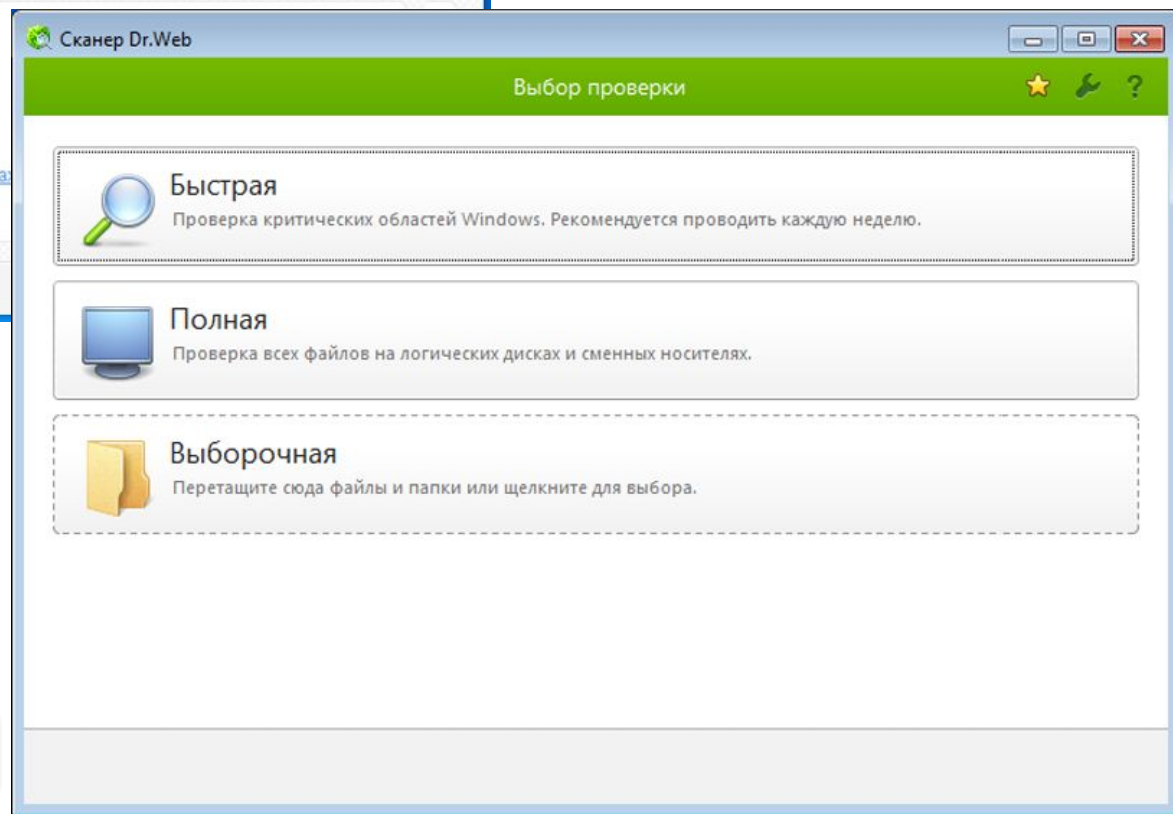 Сканер Dr.Web
Выбор проверки
?
Быстрая
Проверка критических областей Windows. Рекомендуется проводить каждую неделю.
Полная
Проверка всех файлов на логических дисках и сменных носителях.
Выборочная
Перетащите сюда файлы и папки или щелкните для выбора.